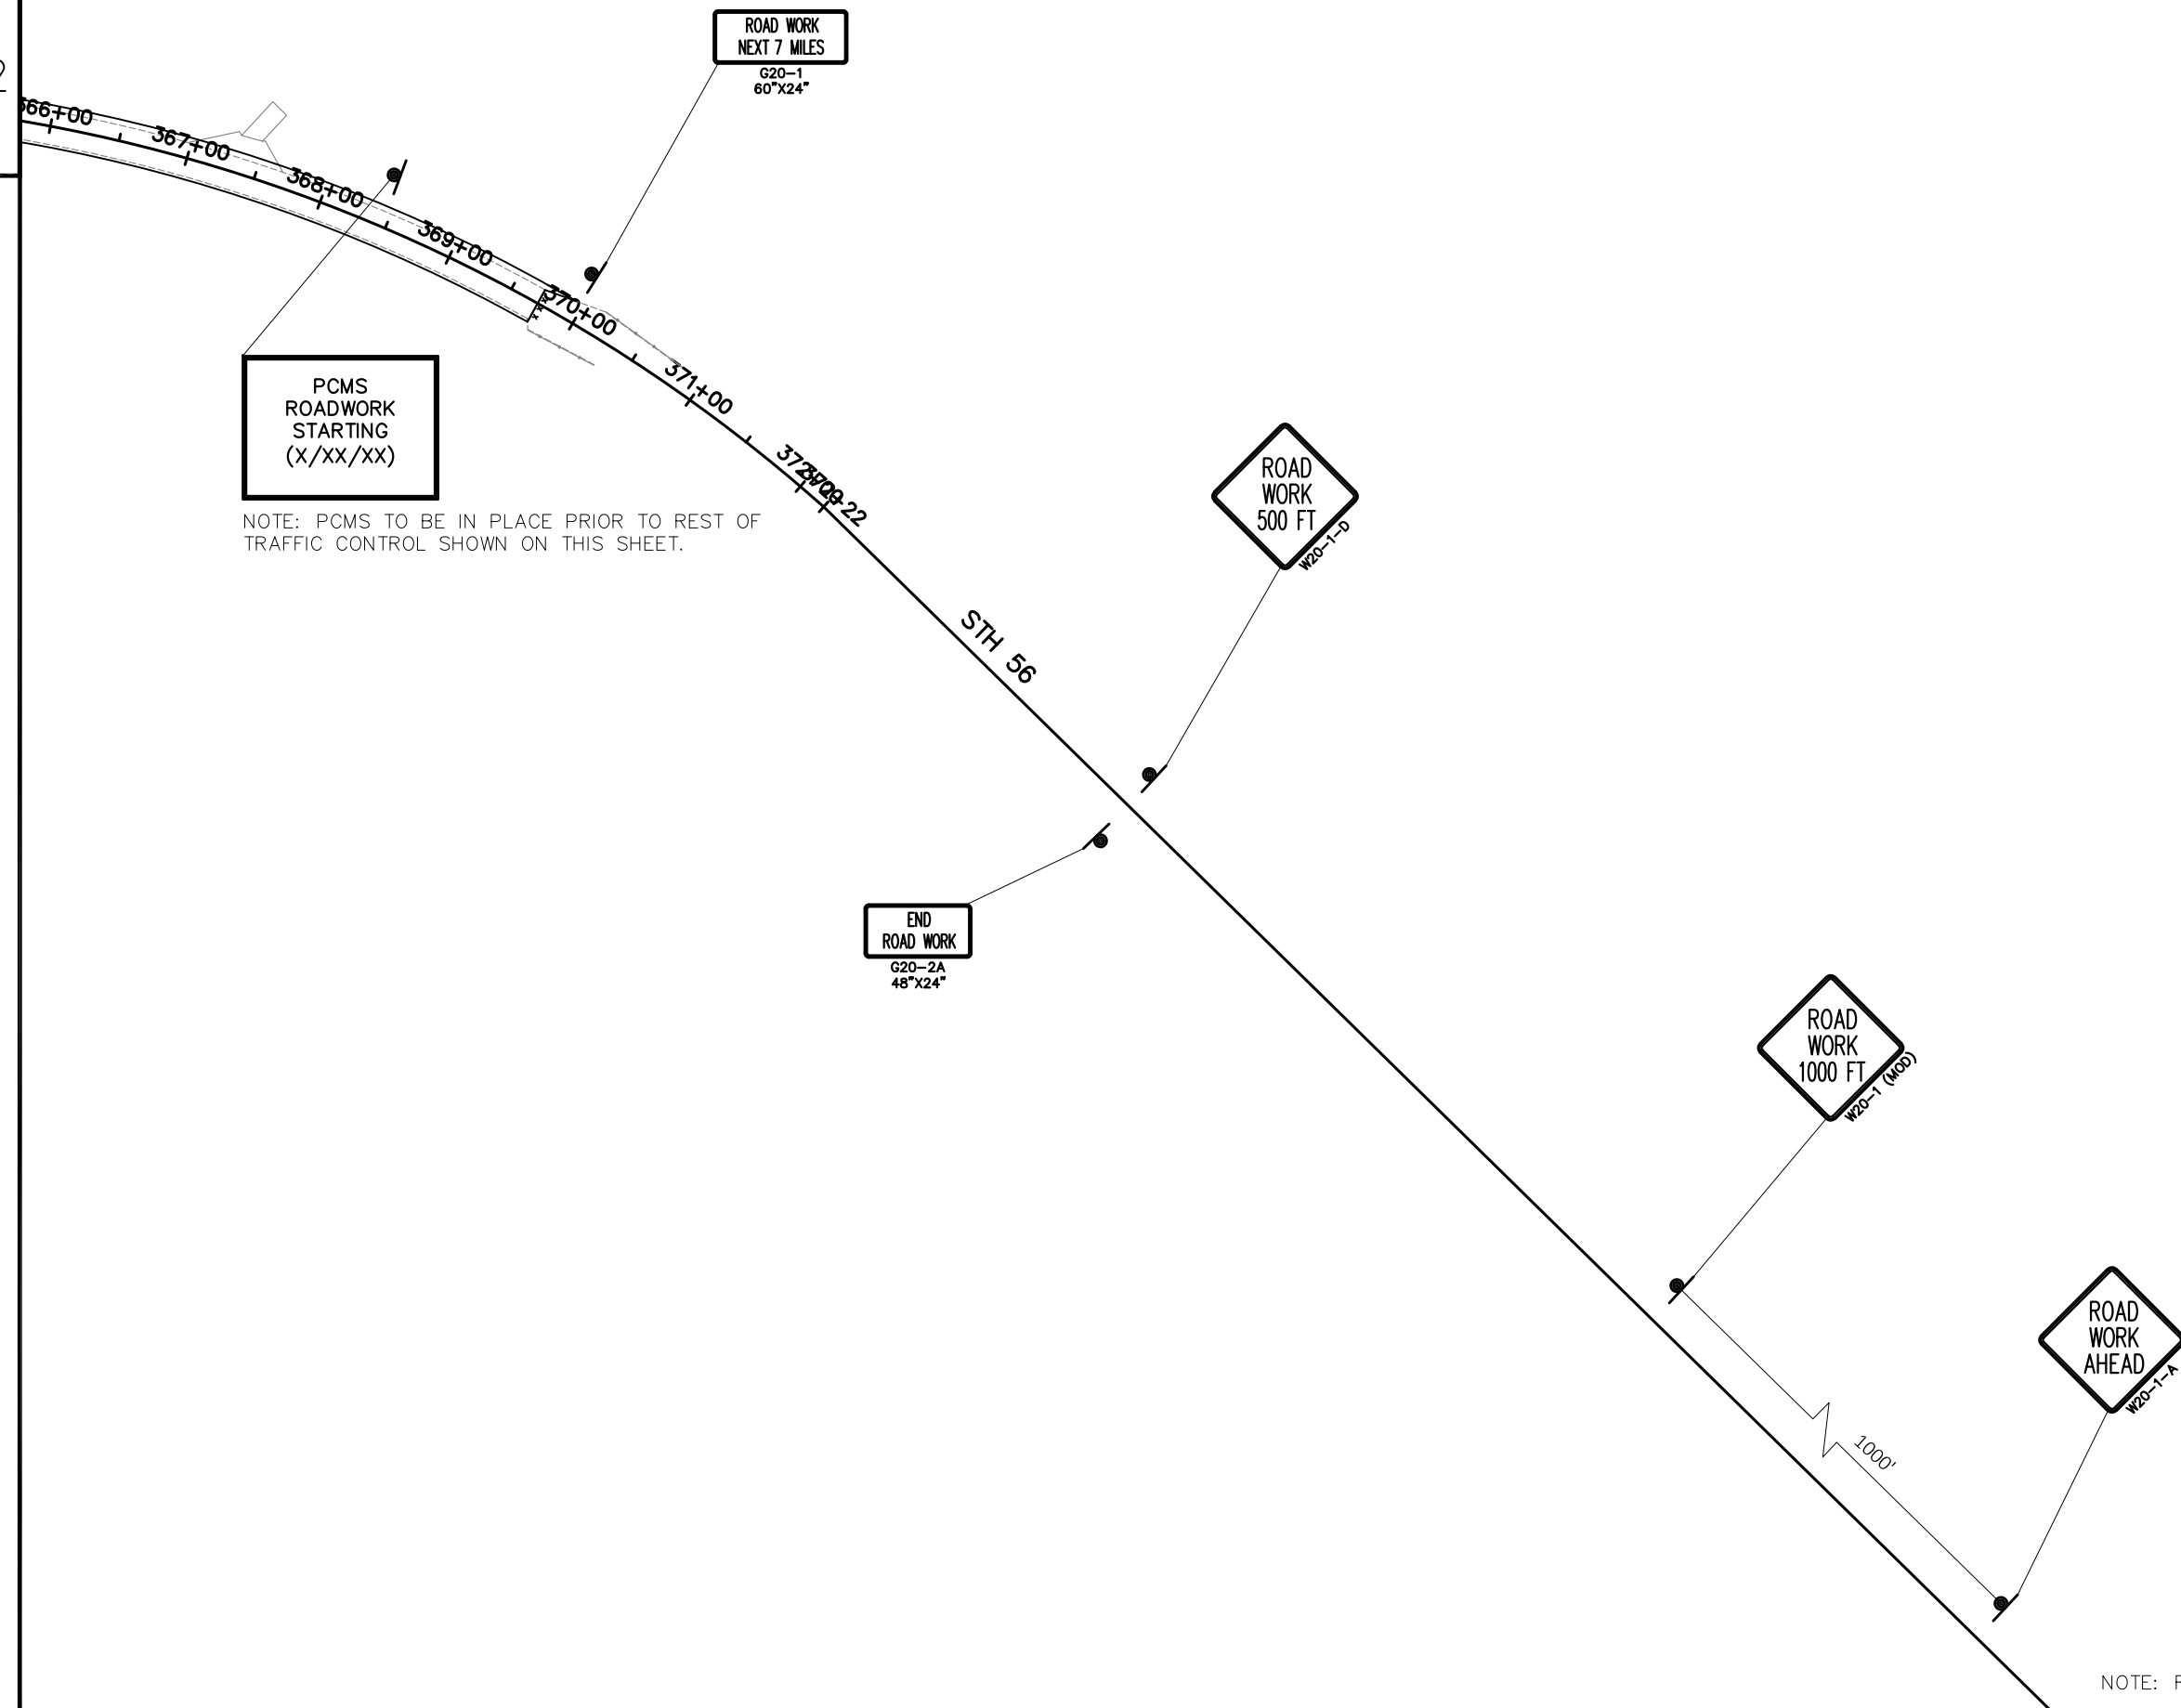 ROAD WORK
NEXT 7 MILES
G20-1
60"X24"
2
66+00
367+00
368+00
369+00
370+00
371+00
PCMS
ROADWORK
STARTING
(X/XX/XX)
NOTE: PCMS TO BE IN PLACE PRIOR TO REST OF
TRAFFIC CONTROL SHOWN ON THIS SHEET.
ROAD
WORK
500 FT
W20-1-D
STH 56
END
ROAD WORK
G20-2A
48"X24"
ROAD
WORK
1000 FT
W20-1 (MOD)
ROAD
WORK
AHEAD
W20-1-A
1000'
NOTE: